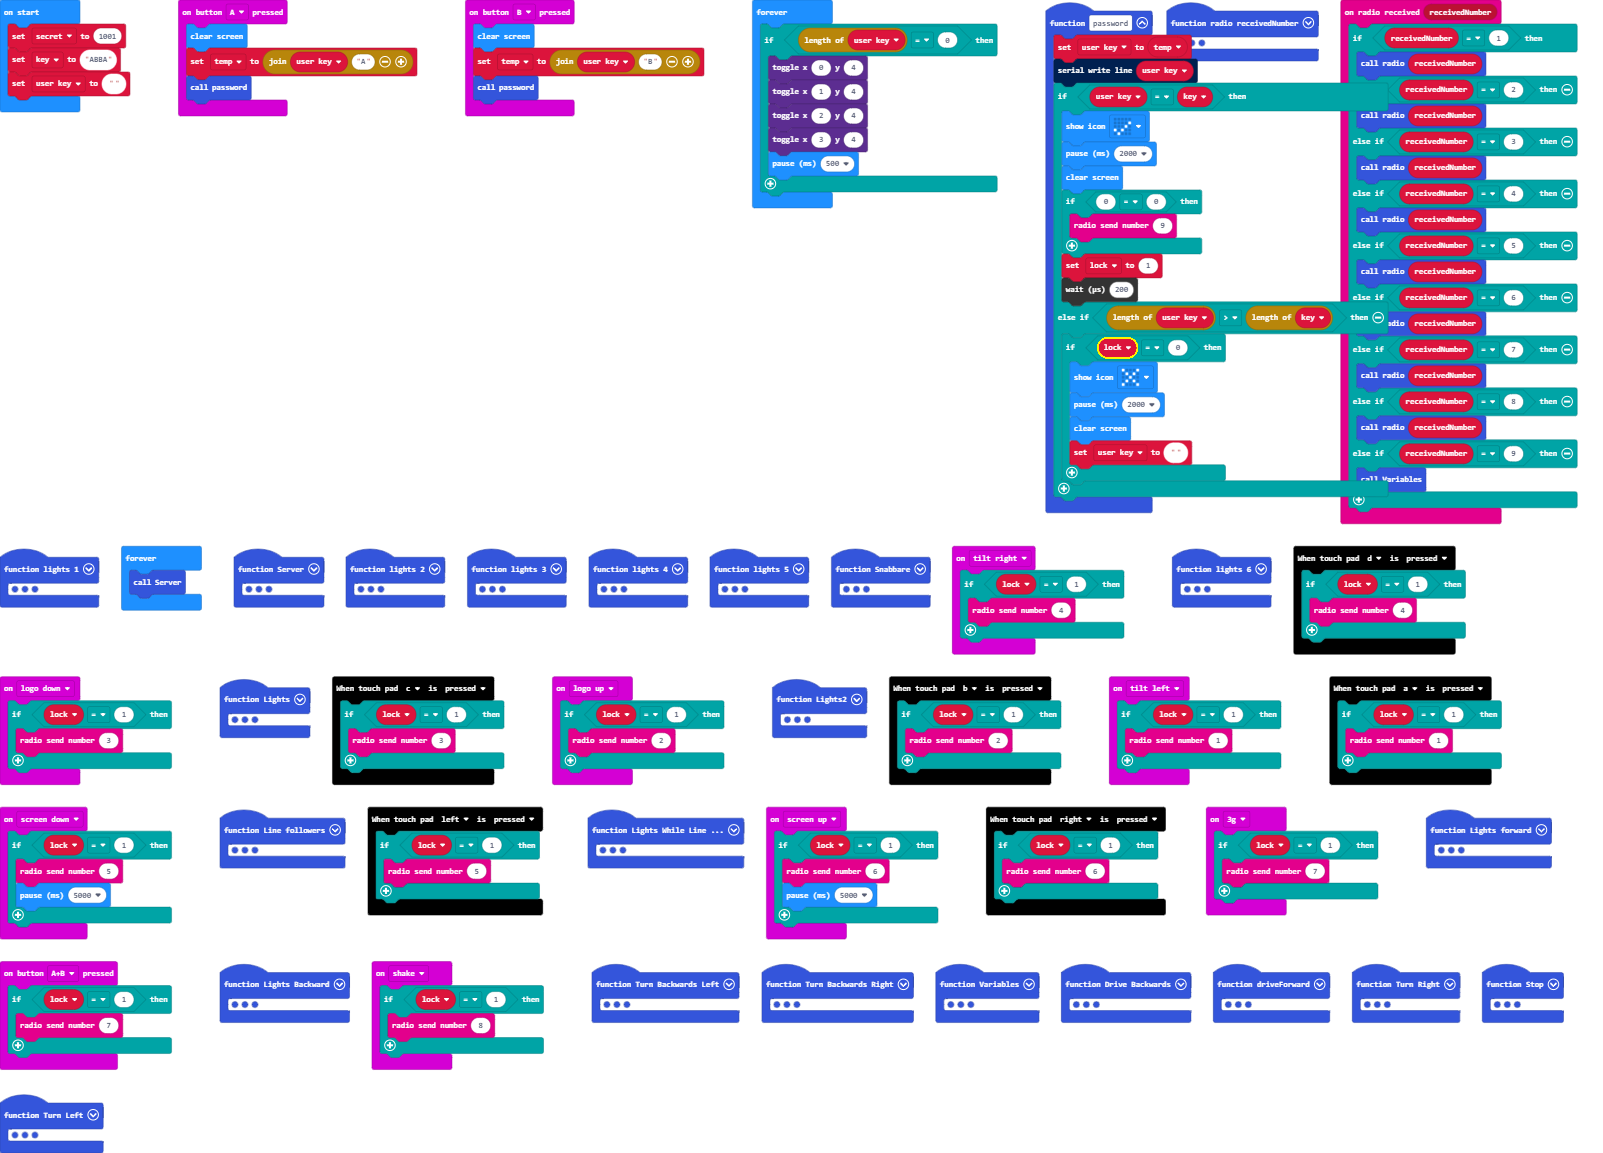 on start
set secret to 1001
set key to "ABBA"
set user key to " "
on button A pressed
clear screen
set temp to join user key "A"
call password
on button B pressed
clear screen
set temp to join user key "B"
call password
forever
if length of user key = 0 then
toggle x 0 y 4
toggle x 1 y 4
toggle x 2 y 4
toggle x 3 y 4
pause (ms) 500
function password
set user key to temp
serial write line user key
if user key = key then
show icon
pause (ms) 2000
clear screen
if 0 = 0 then
radio send number 9
set lock to 1
wait (µs) 200
else if length of user key > length of key then
if lock = 0 then
show icon
pause (ms) 2000
clear screen
set user key to " "
function radio receivedNumber
on radio received receivedNumber
if receivedNumber = 1 then
call radio receivedNumber
receivedNumber = 2 then
call radio receivedNumber
else if receivedNumber = 3 then
call radio receivedNumber
else if receivedNumber = 4 then
call radio receivedNumber
else if receivedNumber = 5 then
call radio receivedNumber
else if receivedNumber = 6 then
radio receivedNumber
else if receivedNumber = 7 then
call radio receivedNumber
else if receivedNumber = 8 then
call radio receivedNumber
else if receivedNumber = 9 then
call Variables
function lights 1
forever
call Server
function Server
function lights 2
function lights 3
function lights 4
function lights 5
function Snabbare
on tilt right
if lock = 1 then
radio send number 4
function lights 6
When touch pad d is pressed
if lock = 1 then
radio send number 4
on logo down
if lock = 1 then
radio send number 3
function Lights
When touch pad c is pressed
if lock = 1 then
radio send number 3
on logo up
if lock = 1 then
radio send number 2
function Lights2
When touch pad b is pressed
if lock = 1 then
radio send number 2
on tilt left
if lock = 1 then
radio send number 1
When touch pad a is pressed
if lock = 1 then
radio send number 1
on screen down
if lock = 1 then
radio send number 5
pause (ms) 5000
function Line followers
When touch pad left is pressed
if lock = 1 then
radio send number 5
function Lights While Line ...
on screen up
if lock = 1 then
radio send number 6
pause (ms) 5000
When touch pad right is pressed
if lock = 1 then
radio send number 6
on 3g
if lock = 1 then
radio send number 7
function Lights forward
on button A+B pressed
if lock = 1 then
radio send number 7
function Lights Backward
on shake
if lock = 1 then
radio send number 8
function Turn Backwards Left
function Turn Backwards Right
function Variables
function Drive Backwards
function driveForward
function Turn Right
function Stop
function Turn Left